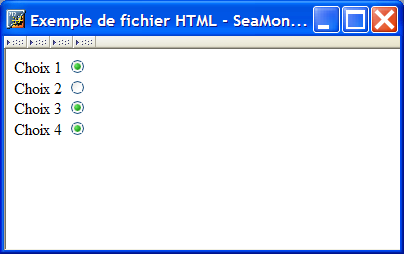 Exemple de fichier HTML - SeaMon...
Choix 1
Choix 2
Choix 3
Choix 4